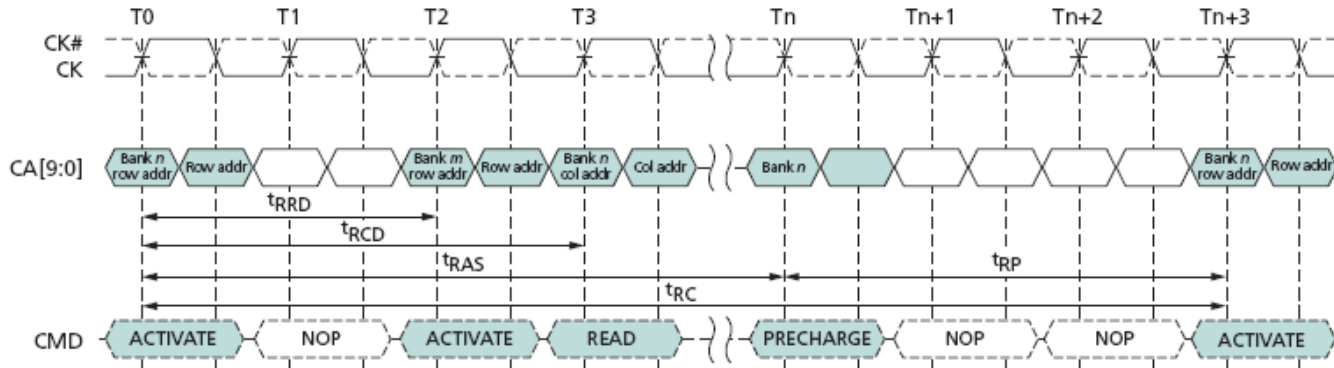 T0 T1 T2 T3 Tn Tn+1 Tn+2 Tn+3
CK#
CK
CA[9:0]
Bank n row addr
Row addr
Bank m row addr
Row addr
Bank n col addr
Col addr
Bank n
Bank n row addr
Row addr
tRRD
tRCD
tRAS
tRP
tRC
CMD
ACTIVATE
NOP
ACTIVATE
READ
PRECHARGE
NOP
NOP
ACTIVATE